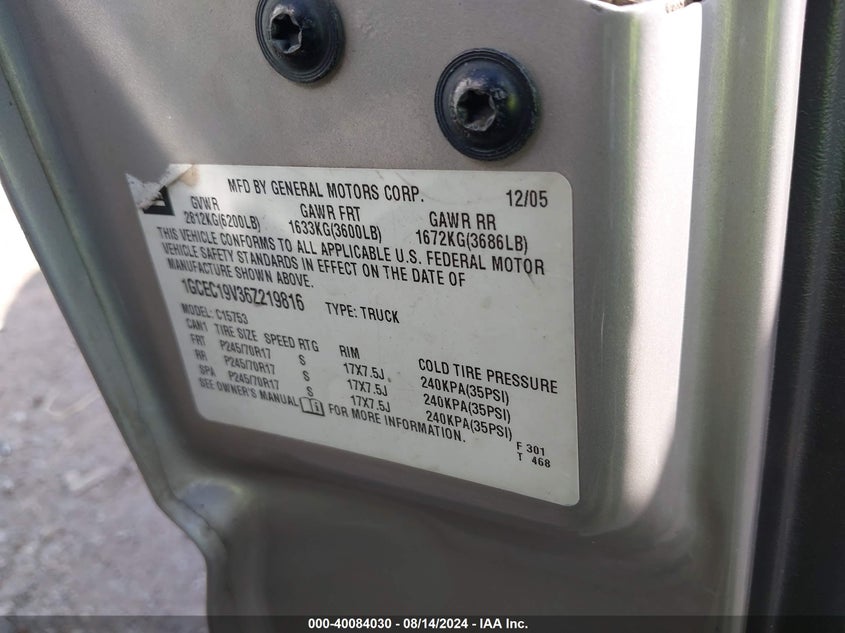 MFD BY GENERAL MOTORS CORP. 12/05
GVWR GAWR FRT GAWR RR
2812KG(6200LB) 1633KG(3600LB) 1672KG(3686LB)
THIS VEHICLE CONFORMS TO ALL APPLICABLE U.S. FEDERAL MOTOR
VEHICLE SAFETY STANDARDS IN EFFECT ON THE DATE OF
MANUFACTURE SHOWN ABOVE.
1GCEC19V36Z219816 TYPE: TRUCK
MODEL: C15753
CAN1 TIRE SIZE SPEED RTG RIM COLD TIRE PRESSURE
FRT P245/70R17 S 17X7.5J 240KPA(35PSI)
RR P245/70R17 S 17X7.5J 240KPA(35PSI)
SPA P245/70R17 S 17X7.5J 240KPA(35PSI)
SEE OWNER'S MANUAL FOR MORE INFORMATION.
F 301
T 468
000-40084030 - 08/14/2024 - IAA Inc.